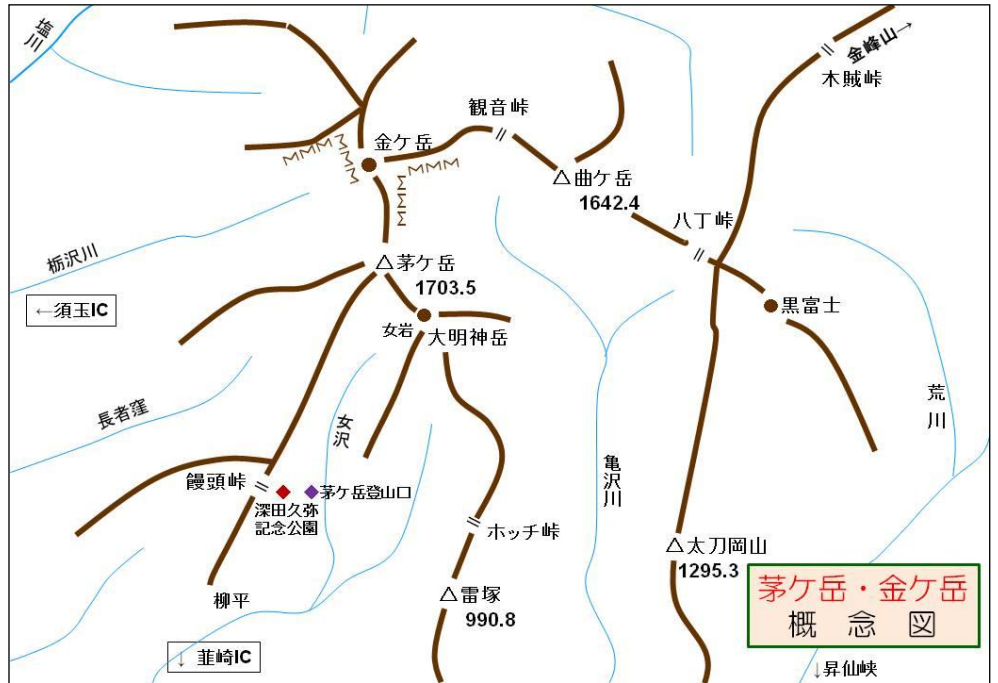 塩川
金峰山→
木賊峠
観音峠
金ケ岳
MMM
MMM
MMM
MMM
曲ケ岳
1642.4
八丁峠
栃沢川
茅ケ岳
1703.5
←須玉IC
女岩
大明神岳
黒富士
長者窪
女沢
荒川
饅頭峠
茅ケ岳登山口
深田久弥
記念公園
亀沢川
ホッチ峠
太刀岡山
1295.3
柳平
雷塚
990.8
茅ケ岳・金ケ岳
概念図
↓ 韮崎IC
↓昇仙峡